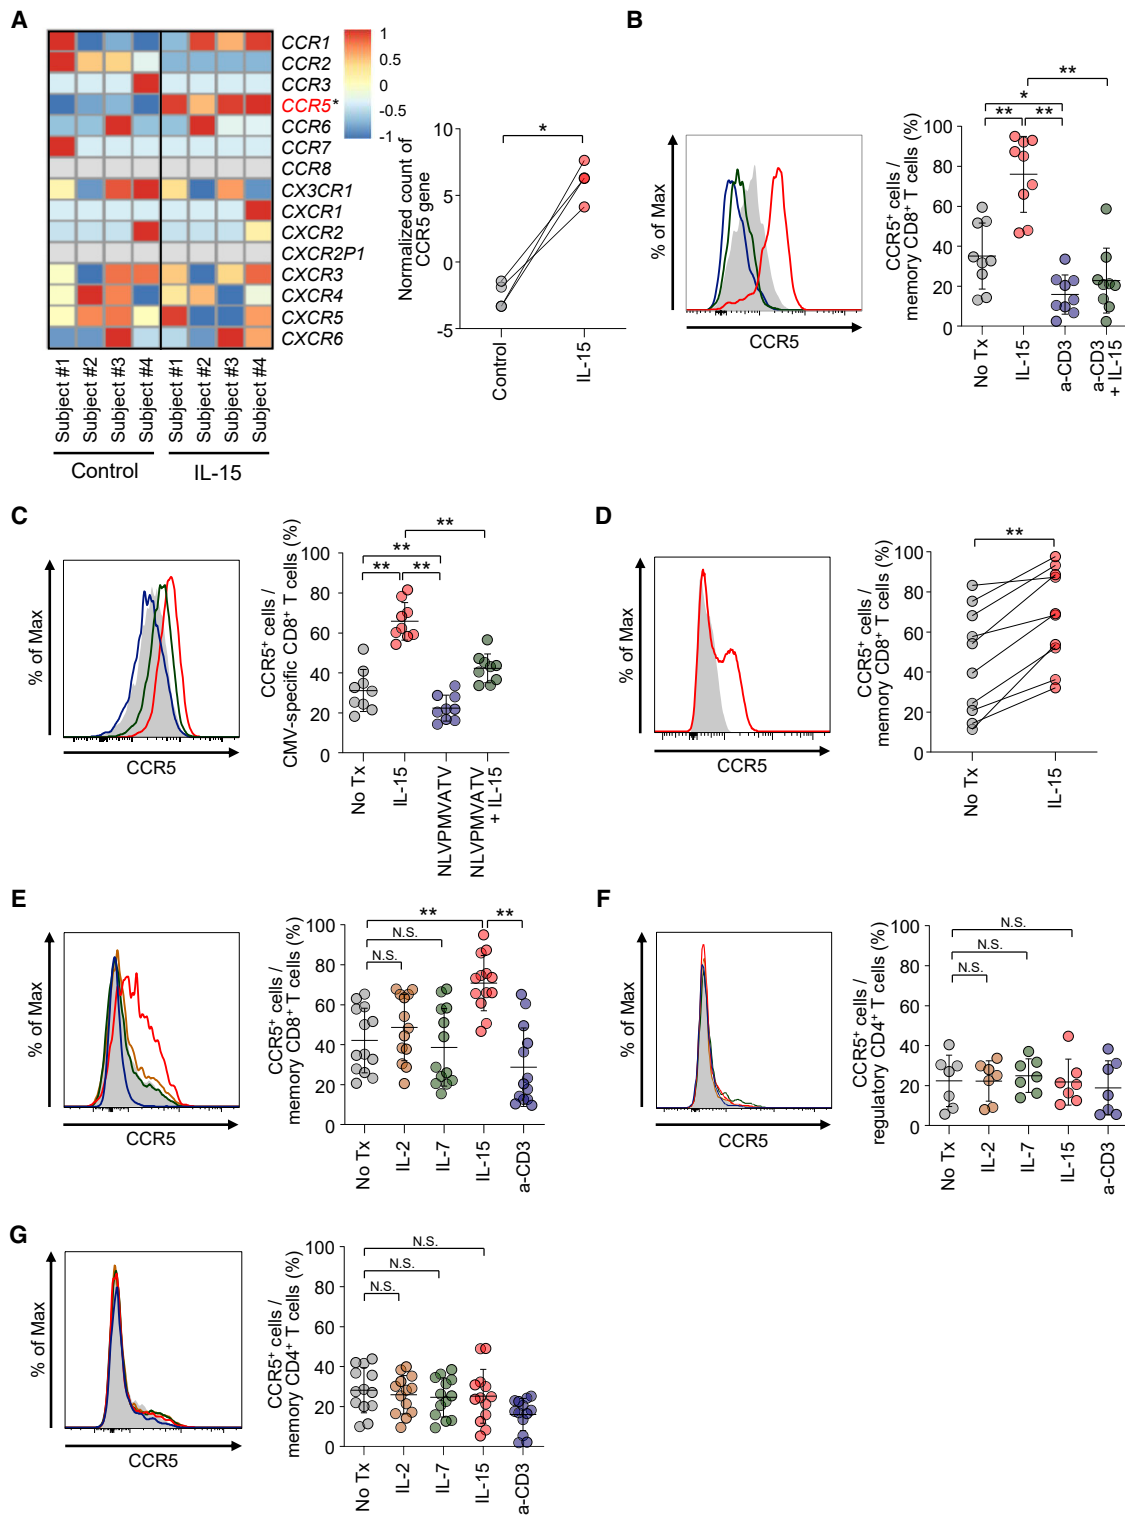 A
CCR1
CCR2
CCR3
CCR5*
CCR6
CCR7
CCR8
CX3CR1
CXCR1
CXCR2
CXCR2P1
CXCR3
CXCR4
CXCR5
CXCR6
1
0.5
0
-0.5
-1
Subject #1
Subject #2
Subject #3
Subject #4
Subject #1
Subject #2
Subject #3
Subject #4
Control
IL-15
Normalized count of
CCR5 gene
10
5
0
-5
*
Control
IL-15
B
% of Max
CCR5
CCR5+ cells /
memory CD8+ T cells (%)
100
80
60
40
20
0
**
*
** **
No Tx
IL-15
a-CD3
a-CD3
+ IL-15
C
% of Max
CCR5
CCR5+ cells /
CMV-specific CD8+ T cells (%)
100
80
60
40
20
0
**
**
** **
No Tx
IL-15
NLVPMVATV
NLVPMVATV
+ IL-15
D
% of Max
CCR5
CCR5+ cells /
memory CD8+ T cells (%)
100
80
60
40
20
0
**
No Tx
IL-15
E
% of Max
CCR5
CCR5+ cells /
memory CD8+ T cells (%)
100
80
60
40
20
0
** **
N.S.
N.S.
No Tx
IL-2
IL-7
IL-15
a-CD3
F
% of Max
CCR5
CCR5+ cells /
regulatory CD4+ T cells (%)
100
80
60
40
20
0
N.S.
N.S.
N.S.
No Tx
IL-2
IL-7
IL-15
a-CD3
G
% of Max
CCR5
CCR5+ cells /
memory CD4+ T cells (%)
100
80
60
40
20
0
N.S.
N.S.
N.S.
No Tx
IL-2
IL-7
IL-15
a-CD3